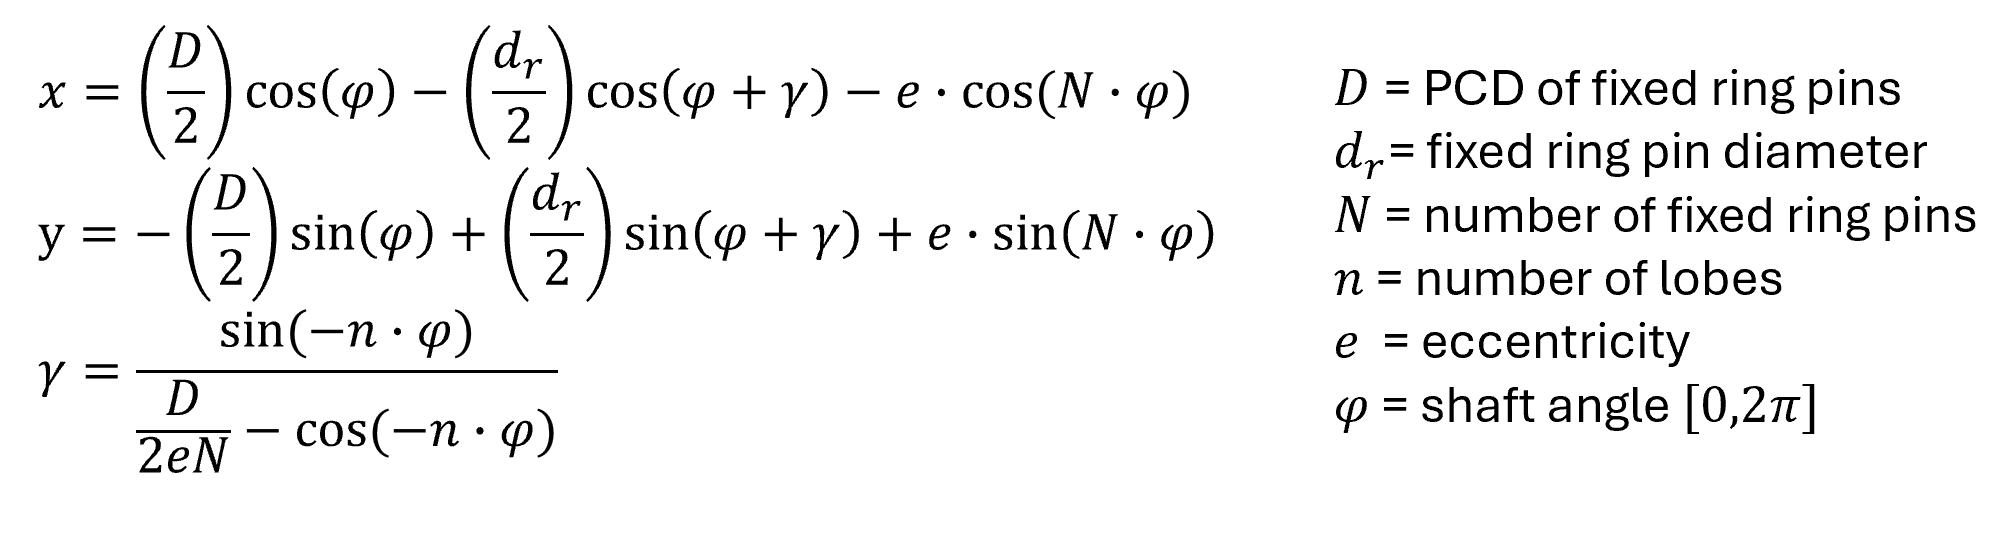 x = (D/2) cos(φ) − (d_r/2) cos(φ + γ) − e · cos(N · φ)
y = −(D/2) sin(φ) + (d_r/2) sin(φ + γ) + e · sin(N · φ)
γ = sin(−n · φ) / (D/2eN − cos(−n · φ))
D = PCD of fixed ring pins
d_r = fixed ring pin diameter
N = number of fixed ring pins
n = number of lobes
e = eccentricity
φ = shaft angle [0,2π]